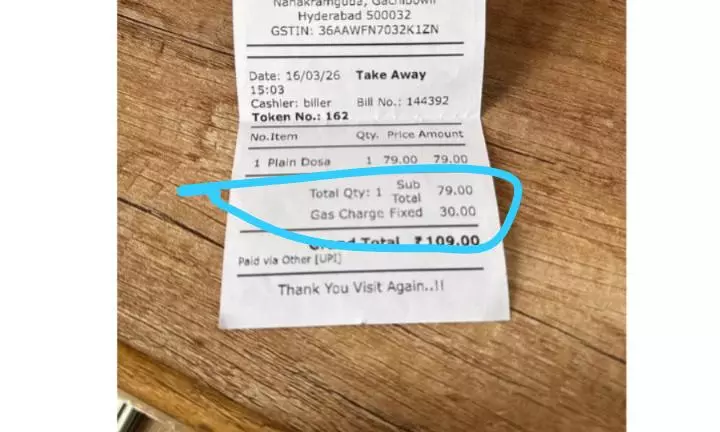 Nanakramguda, Gachibowli
Hyderabad 500032
GSTIN: 36AAWFN7032K1ZN
Date: 16/03/26 Take Away
15:03
Cashier: biller Bill No.: 144392
Token No.: 162
No.Item Qty. Price Amount
1 Plain Dosa 1 79.00 79.00
Total Qty: 1 Sub Total 79.00
Gas Charge Fixed 30.00
Grand Total ₹109.00
Paid via Other [UPI]
Thank You Visit Again..!!